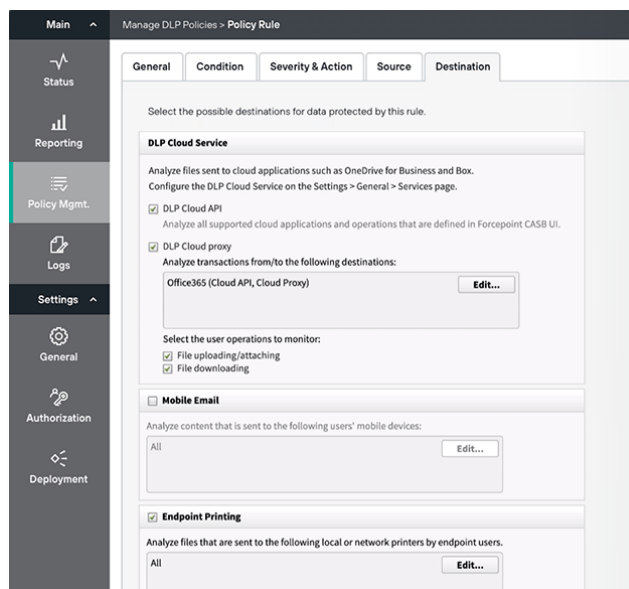 Main
Manage DLP Policies > Policy Rule
Status
Reporting
Policy Mgmt.
Logs
Settings
General
Authorization
Deployment
General
Condition
Severity & Action
Source
Destination
Select the possible destinations for data protected by this rule.
DLP Cloud Service
Analyze files sent to cloud applications such as OneDrive for Business and Box.
Configure the DLP Cloud Service on the Settings > General > Services page.
DLP Cloud API
Analyze all supported cloud applications and operations that are defined in Forcepoint CASB UI.
DLP Cloud proxy
Analyze transactions from/to the following destinations:
Office365 (Cloud API, Cloud Proxy)
Edit...
Select the user operations to monitor:
File uploading/attaching
File downloading
Mobile Email
Analyze content that is sent to the following users' mobile devices:
All
Edit...
Endpoint Printing
Analyze files that are sent to the following local or network printers by endpoint users.
All
Edit...